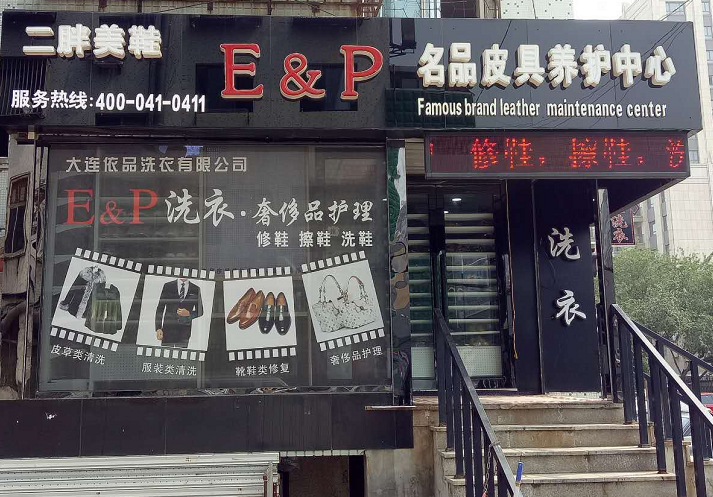 二胖美鞋
E&P
名品皮具养护中心
服务热线:400-041-0411
Famous brand leather maintenance center
修鞋,擦鞋,
大连依品洗衣有限公司
E&P洗衣·奢侈品护理
修鞋 擦鞋 洗鞋
皮草类清洗
服装类清洗
靴鞋类修复
奢侈品护理
洗衣
洗衣